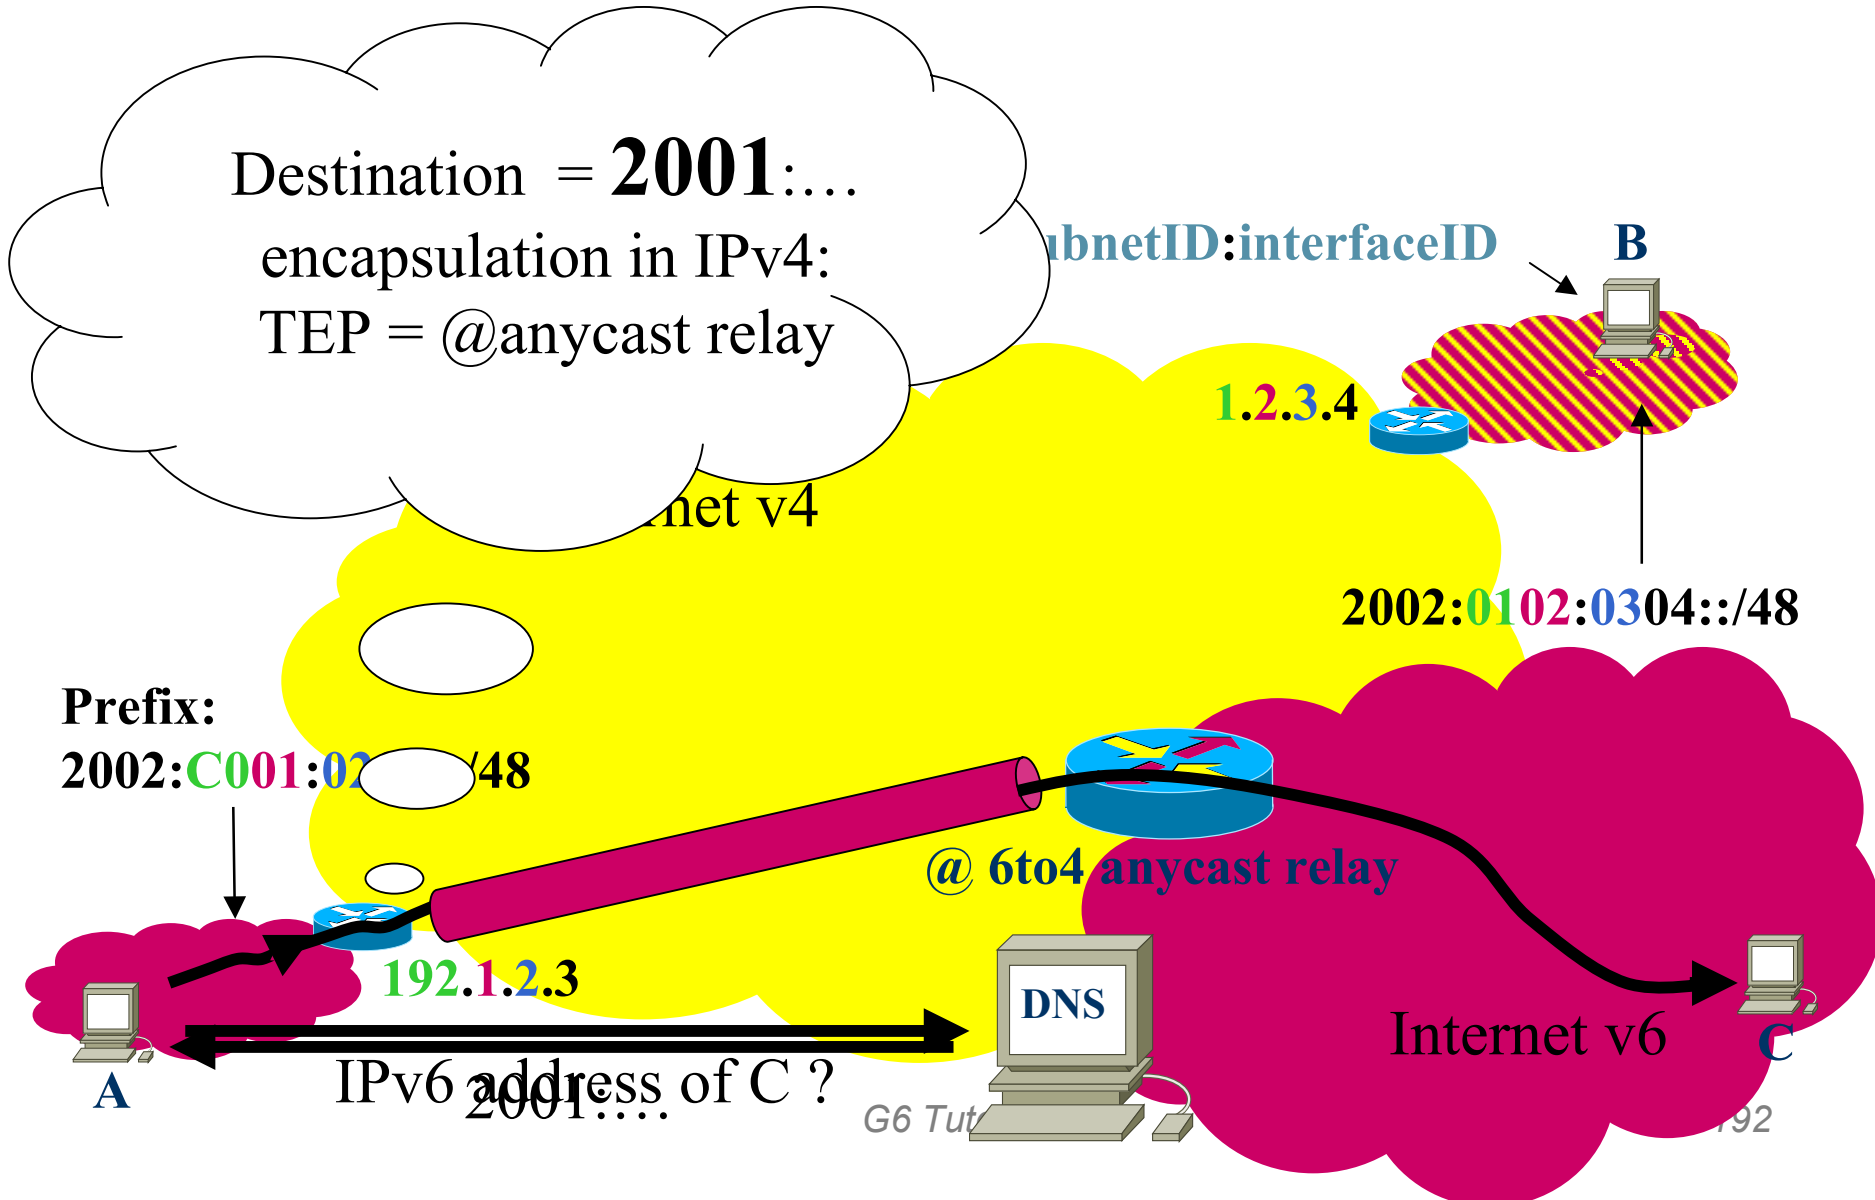 Destination = 2001:…
encapsulation in IPv4:
TEP = @anycast relay
ubnetID:interfaceID
B
1.2.3.4
net v4
2002:0102:0304::/48
Prefix:
2002:C001:02 /48
@ 6to4 anycast relay
192.1.2.3
DNS
Internet v6
C
IPv6 address of C ?
2001:…
A
G6 Tut 92